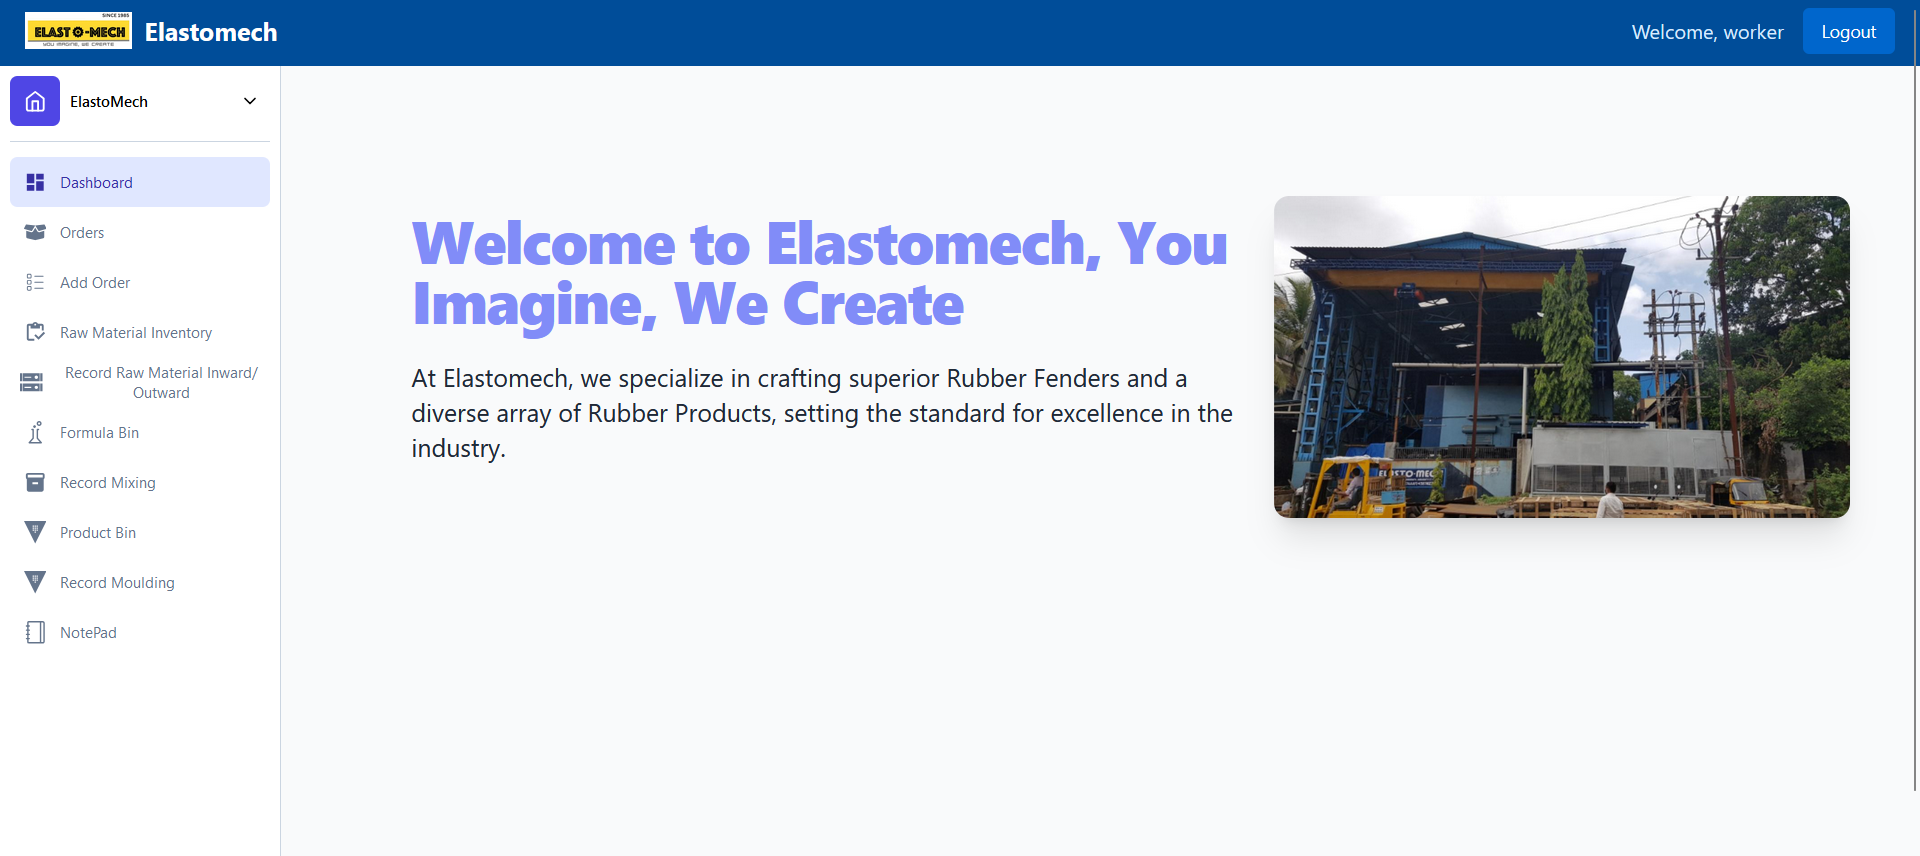 SINCE 1985
ELAST-O-MECH
YOU IMAGINE, WE CREATE
Elastomech
Welcome, worker
Logout
ElastoMech
Dashboard
Orders
Add Order
Raw Material Inventory
Record Raw Material Inward/
Outward
Formula Bin
Record Mixing
Product Bin
Record Moulding
NotePad
Welcome to Elastomech, You
Imagine, We Create
At Elastomech, we specialize in crafting superior Rubber Fenders and a
diverse array of Rubber Products, setting the standard for excellence in the
industry.
ELASTO-MECH